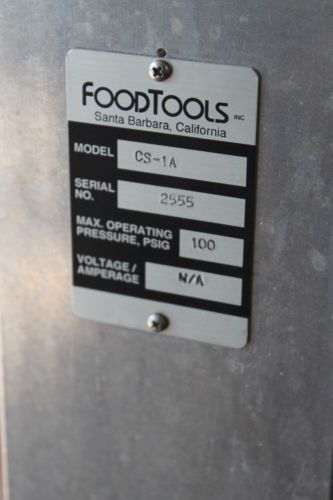 FOODTOOLS INC.
Santa Barbara, California
MODEL CS-1A
SERIAL
NO. 2555
MAX. OPERATING
PRESSURE, PSIG 100
VOLTAGE /
AMPERAGE N/A